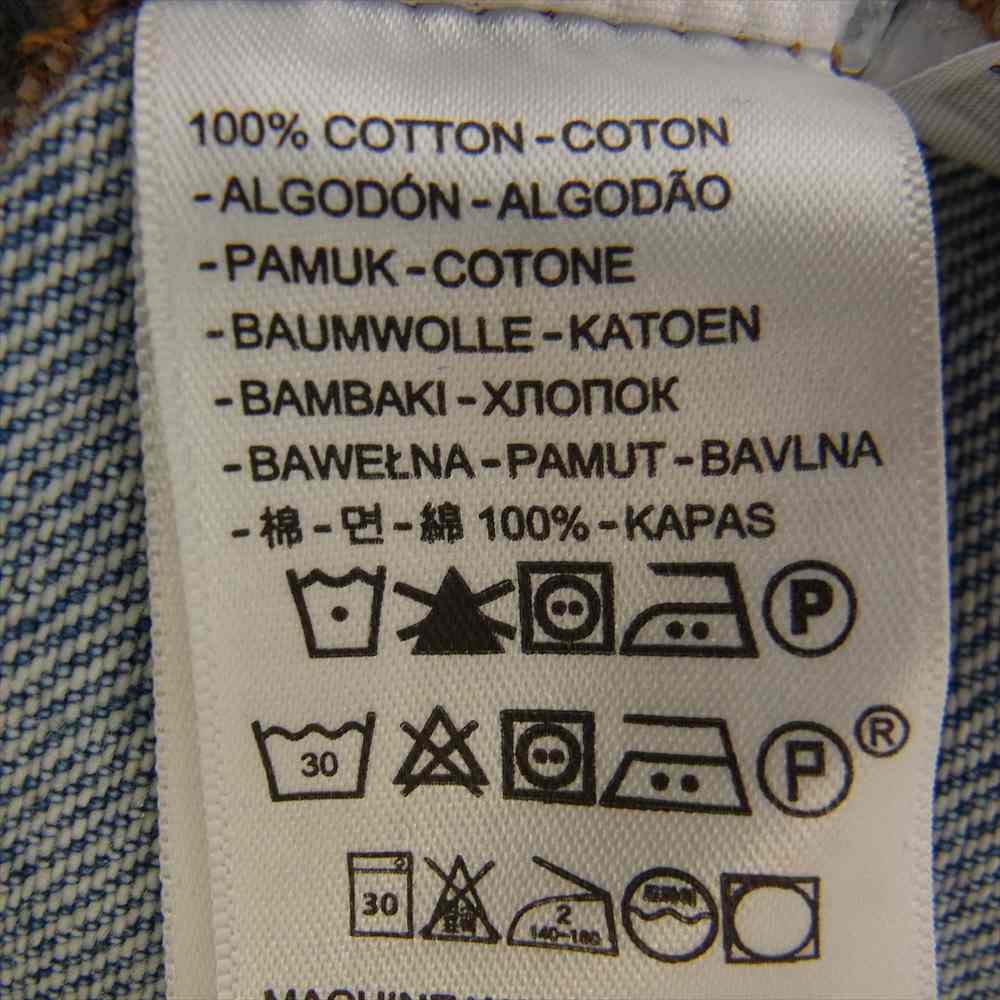 100% COTTON - COTON
- ALGODÓN - ALGODÃO
- PAMUK - COTONE
- BAUMWOLLE - KATOEN
- BAMBAKI - ХЛОПОК
- BAWEŁNA - PAMUT - BAVLNA
- 棉 - 면 - 綿 100% - KAPAS
P
30 P ®
30 2
140-160